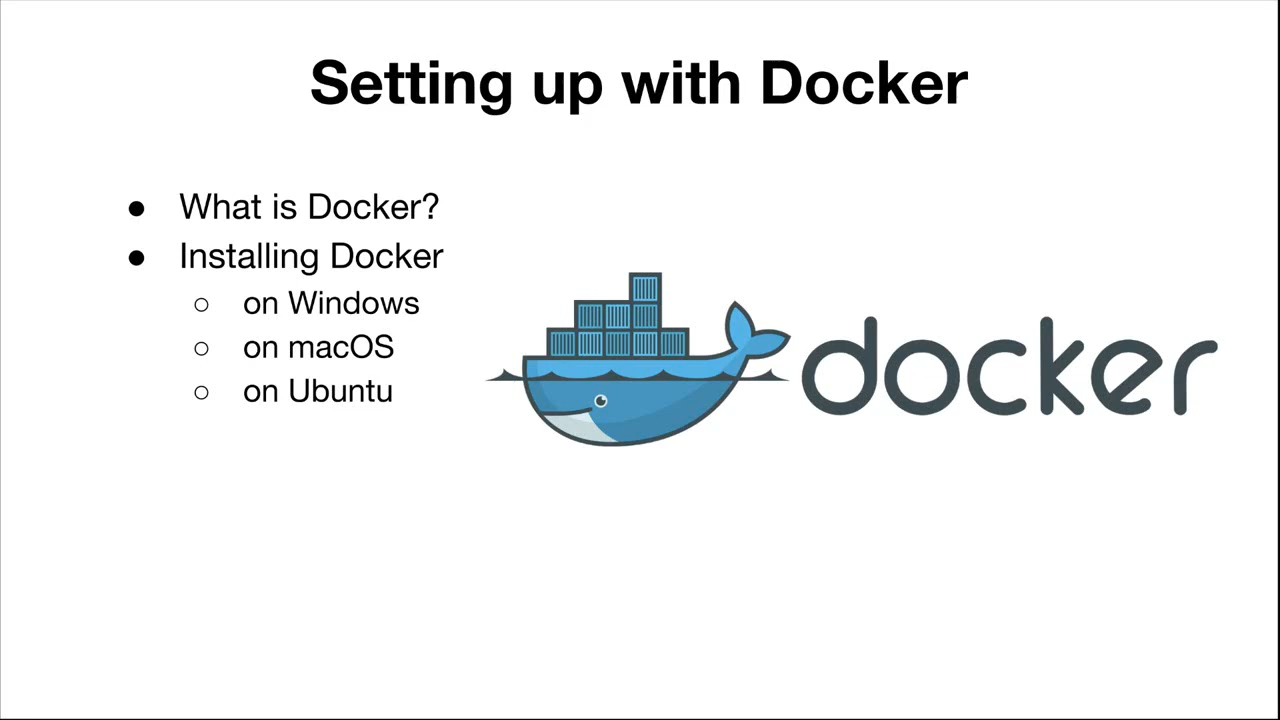 Setting up with Docker
● What is Docker?
● Installing Docker
○ on Windows
○ on macOS
○ on Ubuntu
docker